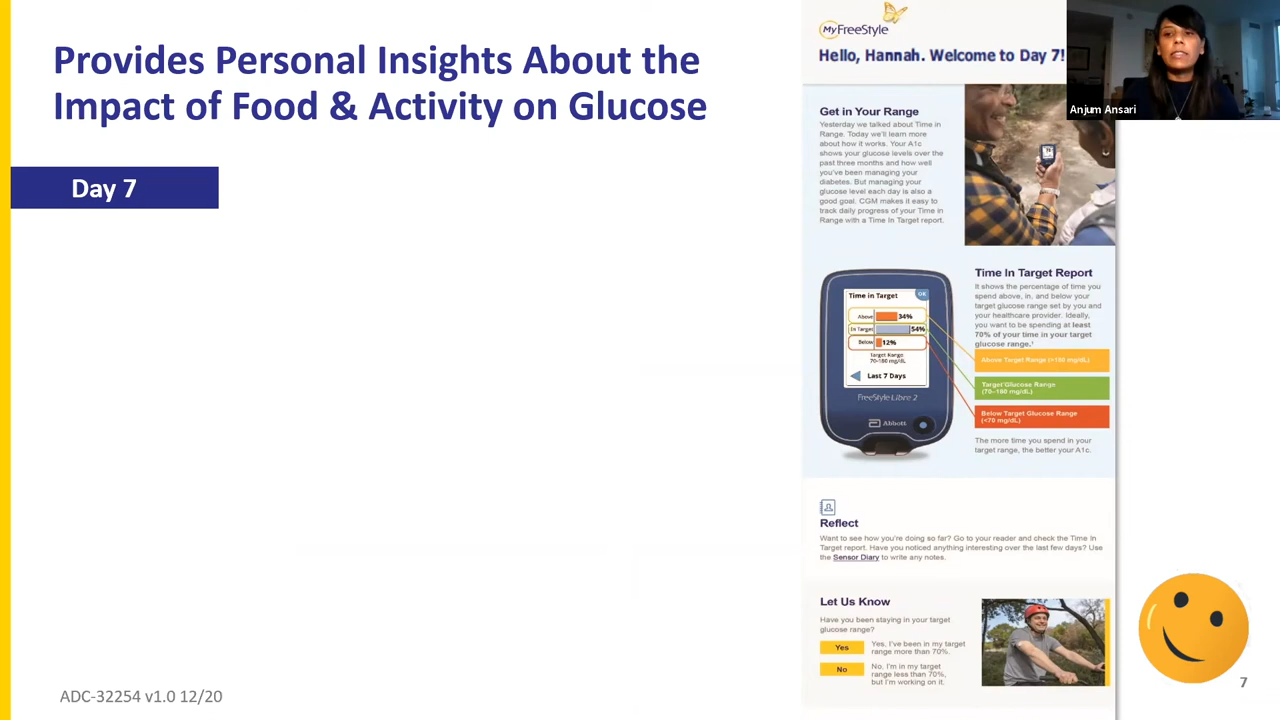 Provides Personal Insights About the
Impact of Food & Activity on Glucose
Day 7
MyFreeStyle
Hello, Hannah. Welcome to Day 7!
Anjum Ansari
Get in Your Range
Yesterday we talked about Time in
Range. Today we'll learn more
about how it works. Your A1c
shows your glucose levels over the
past three months and how well
you've been managing your
diabetes. But managing your
glucose level each day is also a
good goal. CGM makes it easy to
track daily progress of your Time in
Range with a Time In Target report.
Time in Target
OK
Above 34%
In Target 54%
Below 12%
Target Range
70-180 mg/dL
Last 7 Days
FreeStyle Libre 2
Abbott
Time In Target Report
It shows the percentage of time you
spend above, in, and below your
target glucose range set by you and
your healthcare provider. Ideally,
you want to be spending at least
70% of your time in your target
glucose range.¹
Above Target Range (>180 mg/dL)
Target Glucose Range
(70–180 mg/dL)
Below Target Glucose Range
(<70 mg/dL)
The more time you spend in your
target range, the better your A1c.
Reflect
Want to see how you're doing so far? Go to your reader and check the Time In
Target report. Have you noticed anything interesting over the last few days? Use
the Sensor Diary to write any notes.
Let Us Know
Have you been staying in your target
glucose range?
Yes
Yes, I've been in my target
range more than 70%.
No
No, I'm in my target
range less than 70%,
but I'm working on it.
ADC-32254 v1.0 12/20
7